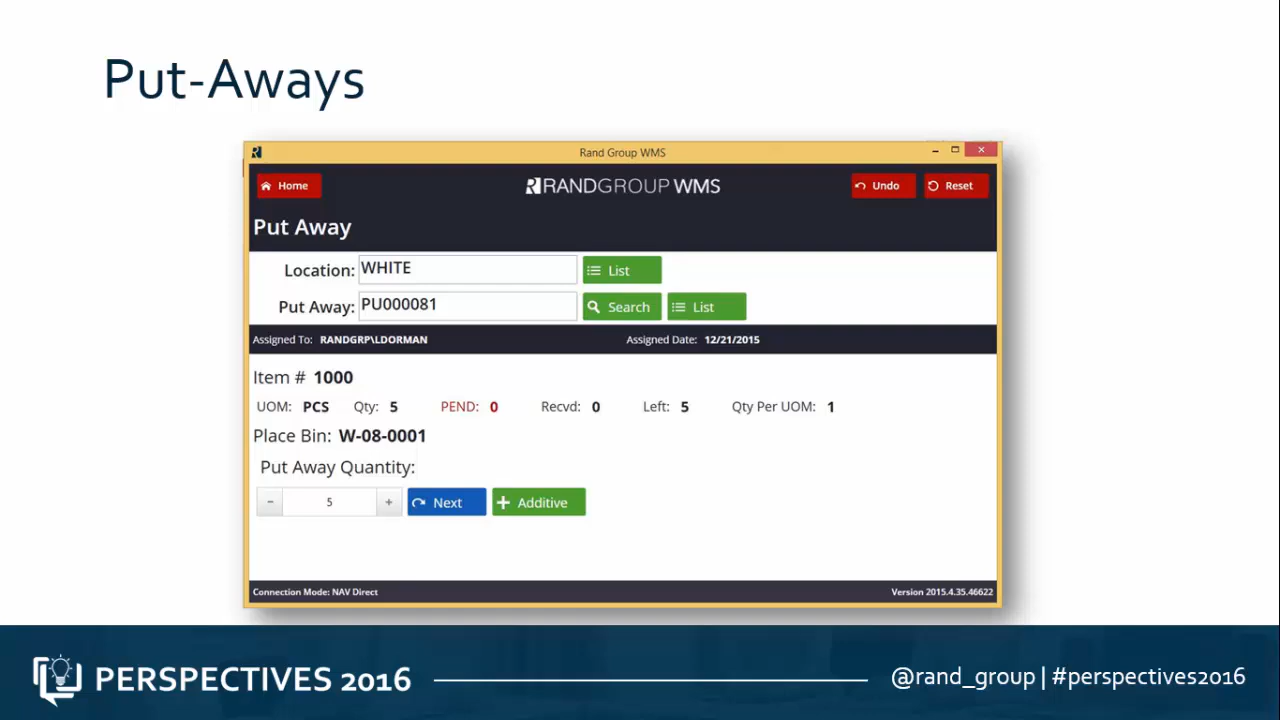 Put-Aways
Rand Group WMS
Home
RANDGROUP WMS
Undo
Reset
Put Away
Location: WHITE
List
Put Away: PU000081
Search
List
Assigned To: RANDGRP\LDORMAN
Assigned Date: 12/21/2015
Item # 1000
UOM: PCS Qty: 5 PEND: 0 Recvd: 0 Left: 5 Qty Per UOM: 1
Place Bin: W-08-0001
Put Away Quantity:
- 5 + Next + Additive
Connection Mode: NAV Direct
Version 2015.4.35.46622
PERSPECTIVES 2016
@rand_group | #perspectives2016